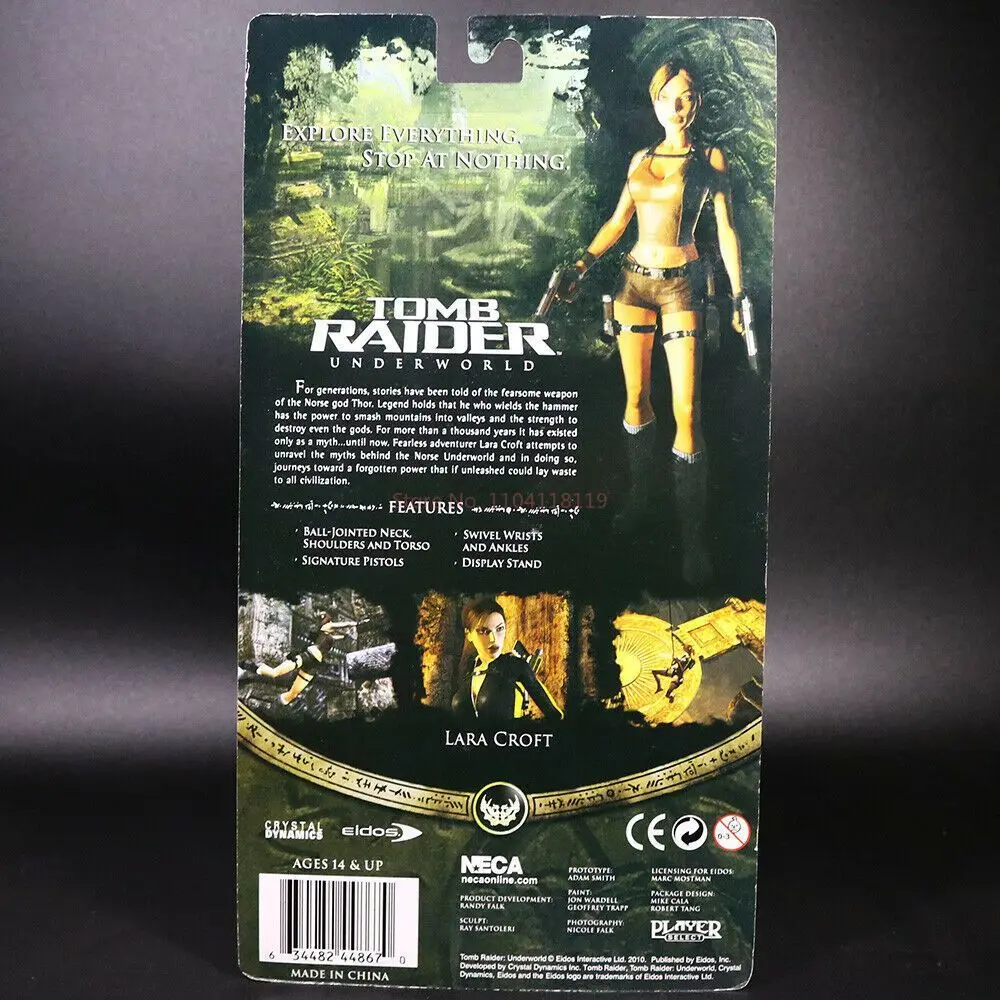 EXPLORE EVERYTHING.
STOP AT NOTHING.
TOMB
RAIDER™
UNDERWORLD
For generations, stories have been told of the fearsome weapon
of the Norse god Thor. Legend holds that he who wields the hammer
has the power to smash mountains into valleys and the strength to
destroy even the gods. For more than a thousand years it has existed
only as a myth...until now. Fearless adventurer Lara Croft attempts to
unravel the myths behind the Norse Underworld and in doing so,
journeys toward a forgotten power that if unleashed could lay waste
to all civilization.
Store No. 1104118119
FEATURES
· BALL-JOINTED NECK,
SHOULDERS AND TORSO
· SIGNATURE PISTOLS
· SWIVEL WRISTS
AND ANKLES
· DISPLAY STAND
LARA CROFT
CRYSTAL
DYNAMICS
eidos
CE
0-3
AGES 14 & UP
6 34482 44867 0
MADE IN CHINA
NECA
necaonline.com
PRODUCT DEVELOPMENT:
RANDY FALK
SCULPT:
RAY SANTOLERI
PROTOTYPE:
ADAM SMITH
PAINT:
JON WARDELL
GEOFFREY TRAPP
PHOTOGRAPHY:
NICOLE FALK
LICENSING FOR EIDOS:
MARC MOSTMAN
PACKAGE DESIGN:
MIKE CALA
ROBERT TANG
PLAYER
SELECT
Tomb Raider: Underworld © Eidos Interactive Ltd. 2010. Published by Eidos, Inc.
Developed by Crystal Dynamics Inc. Tomb Raider, Tomb Raider: Underworld, Crystal
Dynamics, Eidos and the Eidos logo are trademarks of Eidos Interactive Ltd.